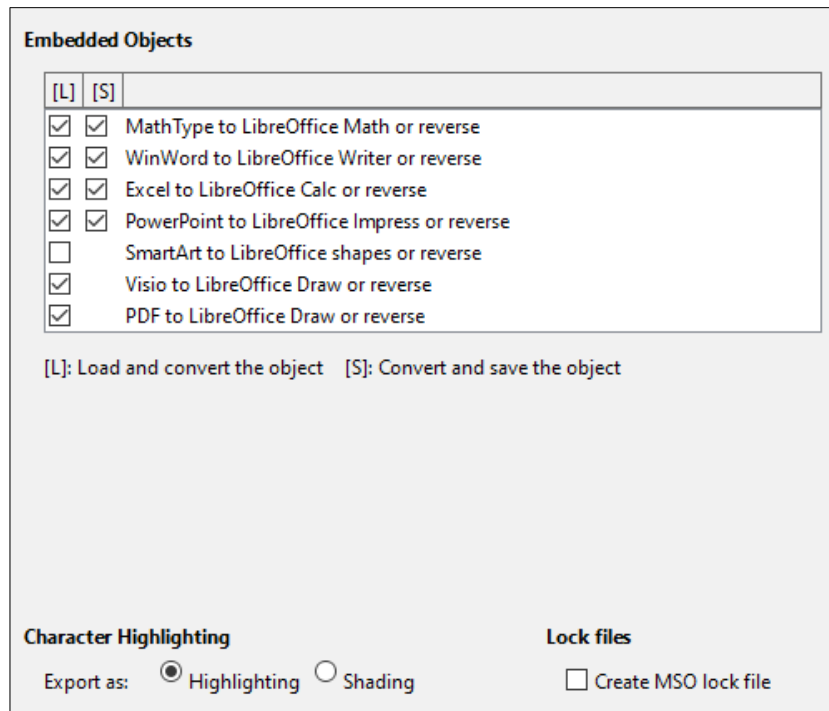 Embedded Objects
[L] [S]
MathType to LibreOffice Math or reverse
WinWord to LibreOffice Writer or reverse
Excel to LibreOffice Calc or reverse
PowerPoint to LibreOffice Impress or reverse
SmartArt to LibreOffice shapes or reverse
Visio to LibreOffice Draw or reverse
PDF to LibreOffice Draw or reverse
[L]: Load and convert the object [S]: Convert and save the object
Character Highlighting Lock files
Export as: Highlighting Shading Create MSO lock file